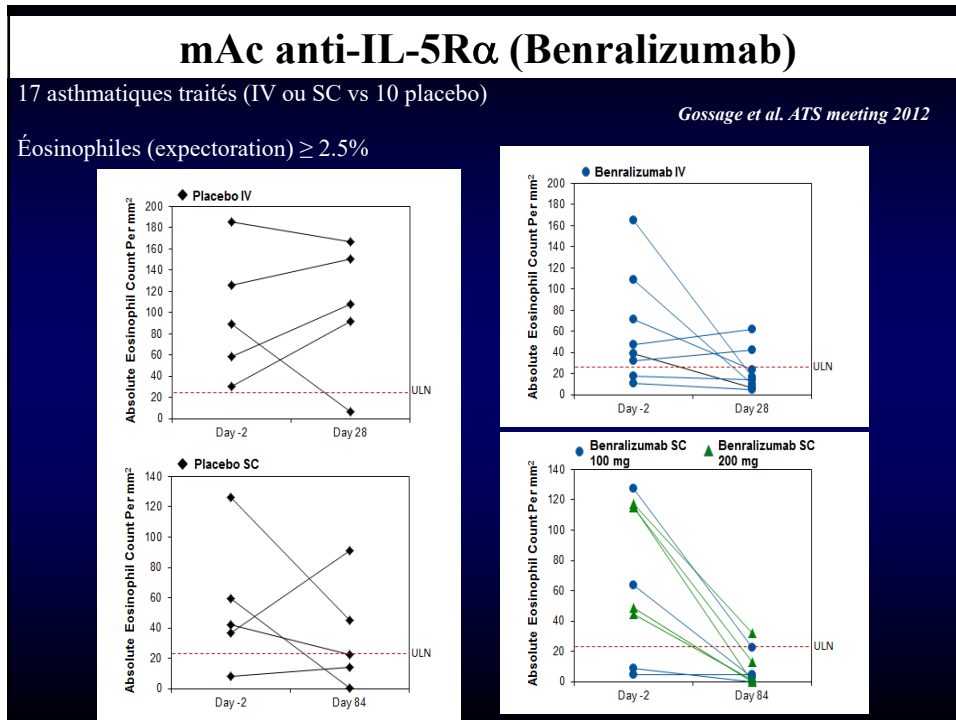 mAc anti-IL-5Rα (Benralizumab)
17 asthmatiques traités (IV ou SC vs 10 placebo)
Gossage et al. ATS meeting 2012
Éosinophiles (expectoration) ≥ 2.5%
Placebo IV
Absolute Eosinophil Count Per mm²
200
180
160
140
120
100
80
60
40
20
0
ULN
Day -2
Day 28
Benralizumab IV
Absolute Eosinophil Count Per mm²
200
180
160
140
120
100
80
60
40
20
0
ULN
Day -2
Day 28
Placebo SC
Absolute Eosinophil Count Per mm²
140
120
100
80
60
40
20
0
ULN
Day -2
Day 84
Benralizumab SC
100 mg
Benralizumab SC
200 mg
Absolute Eosinophil Count Per mm²
140
120
100
80
60
40
20
0
ULN
Day -2
Day 84